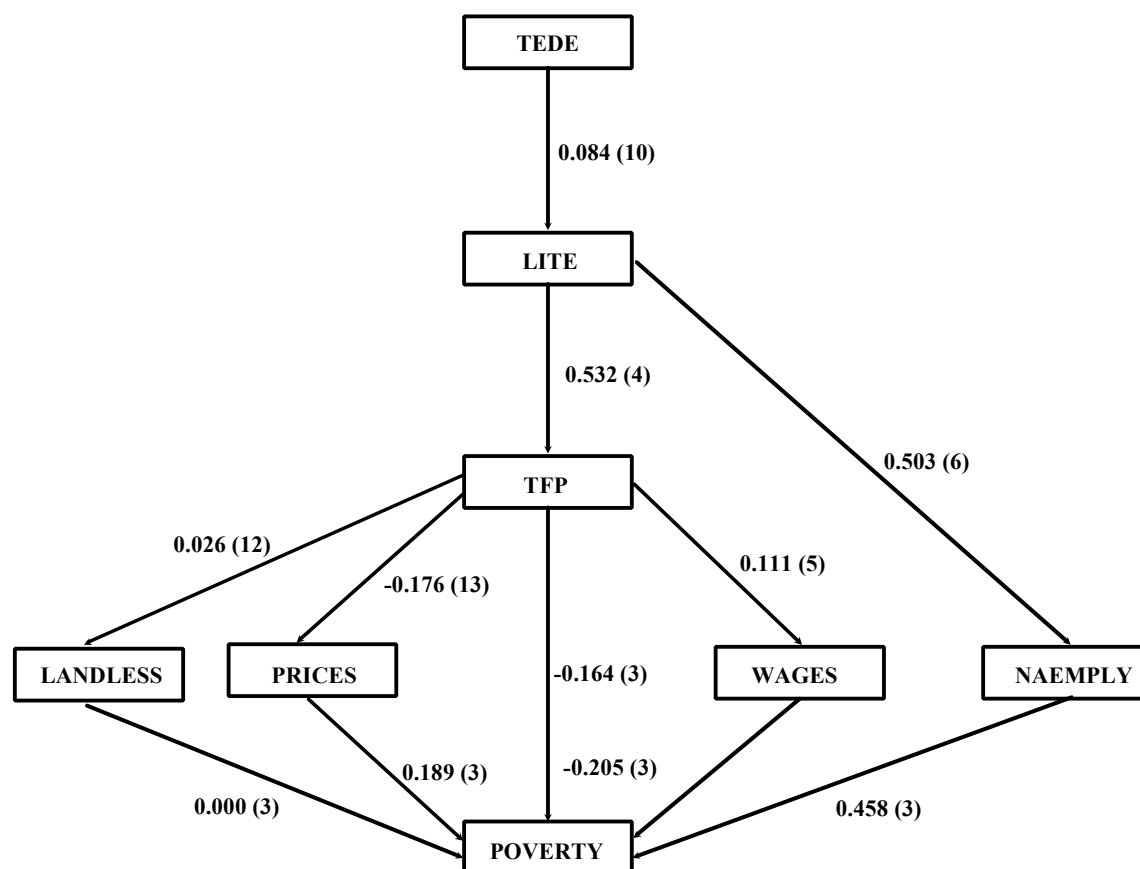 TEDE
0.084 (10)
LITE
0.532 (4)
0.503 (6)
TFP
0.026 (12)
-0.176 (13)
0.111 (5)
LANDLESS
PRICES
-0.164 (3)
WAGES
NAEMPLY
0.000 (3)
0.189 (3)
-0.205 (3)
0.458 (3)
POVERTY